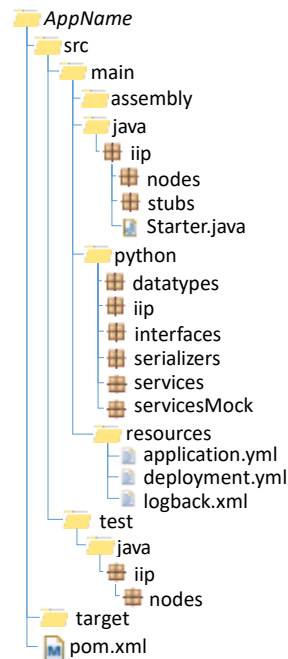 AppName
src
main
assembly
java
iip
nodes
stubs
Starter.java
python
datatypes
iip
interfaces
serializers
services
servicesMock
resources
application.yml
deployment.yml
logback.xml
test
java
iip
nodes
target
pom.xml